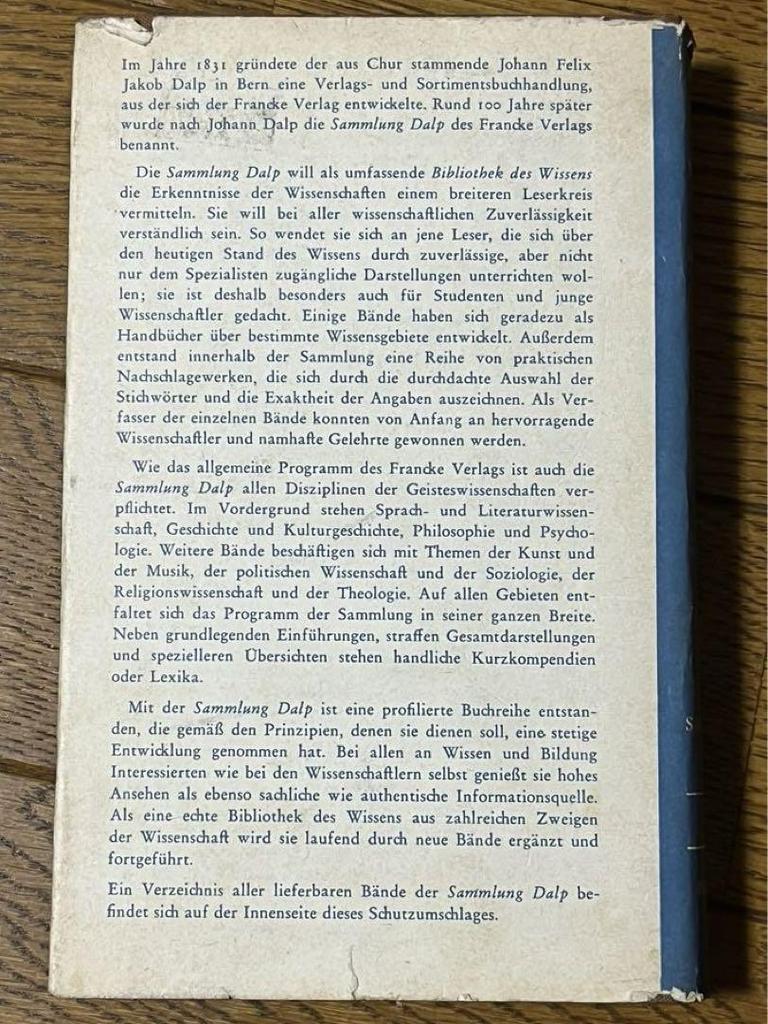 Im Jahre 1831 gründete der aus Chur stammende Johann Felix
Jakob Dalp in Bern eine Verlags- und Sortimentsbuchhandlung,
aus der sich der Francke Verlag entwickelte. Rund 100 Jahre später
wurde nach Johann Dalp die Sammlung Dalp des Francke Verlags
benannt.
Die Sammlung Dalp will als umfassende Bibliothek des Wissens
die Erkenntnisse der Wissenschaften einem breiteren Leserkreis
vermitteln. Sie will bei aller wissenschaftlichen Zuverlässigkeit
verständlich sein. So wendet sie sich an jene Leser, die sich über
den heutigen Stand des Wissens durch zuverlässige, aber nicht
nur dem Spezialisten zugängliche Darstellungen unterrichten wol-
len; sie ist deshalb besonders auch für Studenten und junge
Wissenschaftler gedacht. Einige Bände haben sich geradezu als
Handbücher über bestimmte Wissensgebiete entwickelt. Außerdem
entstand innerhalb der Sammlung eine Reihe von praktischen
Nachschlagewerken, die sich durch die durchdachte Auswahl der
Stichwörter und die Exaktheit der Angaben auszeichnen. Als Ver-
fasser der einzelnen Bände konnten von Anfang an hervorragende
Wissenschaftler und namhafte Gelehrte gewonnen werden.
Wie das allgemeine Programm des Francke Verlags ist auch die
Sammlung Dalp allen Disziplinen der Geisteswissenschaften ver-
pflichtet. Im Vordergrund stehen Sprach- und Literaturwissen-
schaft, Geschichte und Kulturgeschichte, Philosophie und Psycho-
logie. Weitere Bände beschäftigen sich mit Themen der Kunst und
der Musik, der politischen Wissenschaft und der Soziologie, der
Religionswissenschaft und der Theologie. Auf allen Gebieten ent-
faltet sich das Programm der Sammlung in seiner ganzen Breite.
Neben grundlegenden Einführungen, straffen Gesamtdarstellungen
und spezielleren Übersichten stehen handliche Kurzkompendien
oder Lexika.
Mit der Sammlung Dalp ist eine profilierte Buchreihe entstan-
den, die gemäß den Prinzipien, denen sie dienen soll, eine stetige
Entwicklung genommen hat. Bei allen an Wissen und Bildung
Interessierten wie bei den Wissenschaftlern selbst genießt sie hohes
Ansehen als ebenso sachliche wie authentische Informationsquelle.
Als eine echte Bibliothek des Wissens aus zahlreichen Zweigen
der Wissenschaft wird sie laufend durch neue Bände ergänzt und
fortgeführt.
Ein Verzeichnis aller lieferbaren Bände der Sammlung Dalp be-
findet sich auf der Innenseite dieses Schutzumschlages.
S